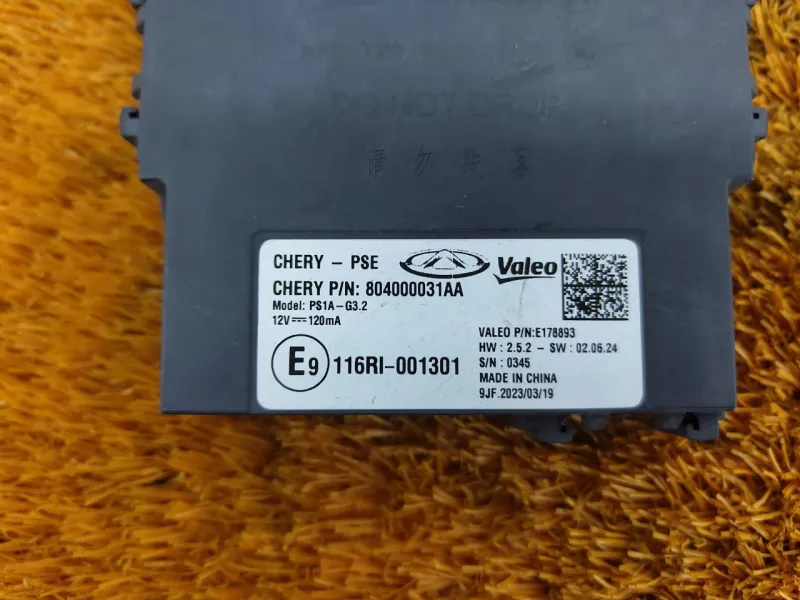 DO NOT DROP
请勿跌落
CHERY - PSE
Valeo
CHERY P/N: 804000031AA
Model: PS1A-G3.2
12V⎓120mA
E9 116RI-001301
VALEO P/N:E178893
HW : 2.5.2 - SW : 02.06.24
S/N : 0345
MADE IN CHINA
9JF.2023/03/19